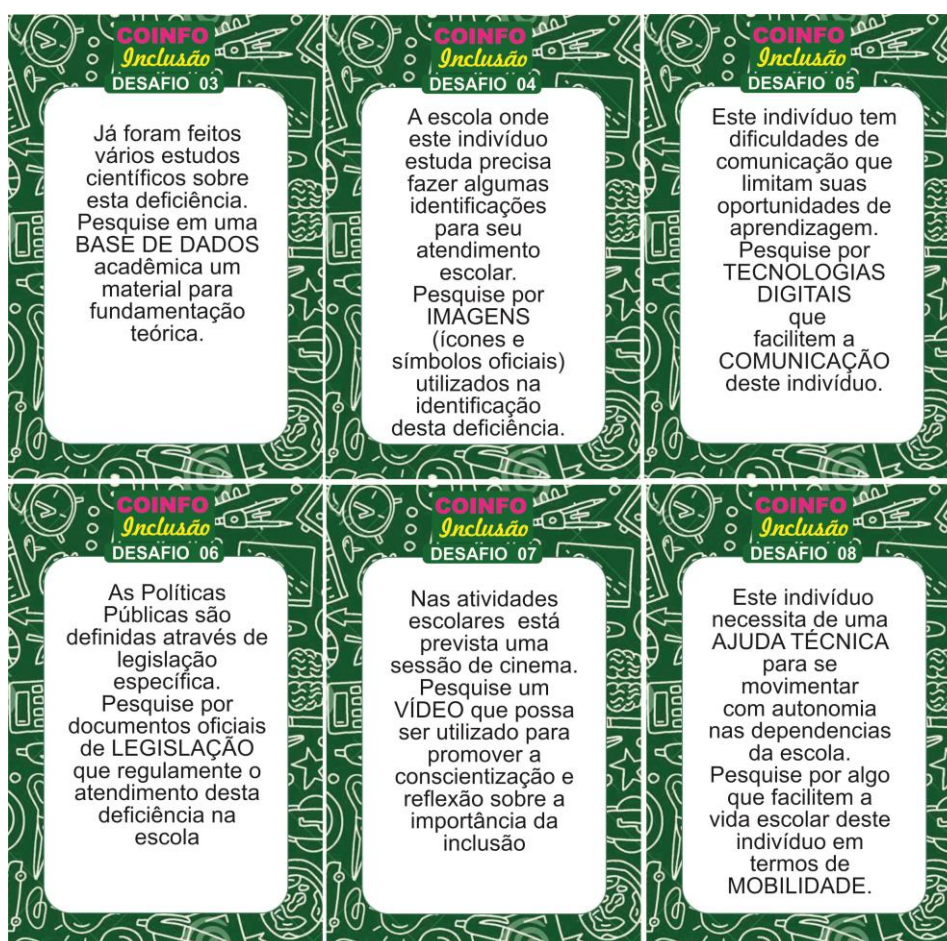 COINFO
Inclusão
DESAFIO 03
Já foram feitos
vários estudos
científicos sobre
esta deficiência.
Pesquise em uma
BASE DE DADOS
acadêmica um
material para
fundamentação
teórica.
COINFO
Inclusão
DESAFIO 04
A escola onde
este indivíduo
estuda precisa
fazer algumas
identificações
para seu
atendimento
escolar.
Pesquise por
IMAGENS
(ícones e
símbolos oficiais)
utilizados na
identificação
desta deficiência.
COINFO
Inclusão
DESAFIO 05
Este indivíduo tem
dificuldades de
comunicação que
limitam suas
oportunidades de
aprendizagem.
Pesquise por
TECNOLOGIAS
DIGITAIS
que
facilitem a
COMUNICAÇÃO
deste indivíduo.
COINFO
Inclusão
DESAFIO 06
As Políticas
Públicas são
definidas através de
legislação
específica.
Pesquise por
documentos oficiais
de LEGISLAÇÃO
que regulamente o
atendimento desta
deficiência na
escola
COINFO
Inclusão
DESAFIO 07
Nas atividades
escolares está
prevista uma
sessão de cinema.
Pesquise um
VÍDEO que possa
ser utilizado para
promover a
conscientização e
reflexão sobre a
importância da
inclusão
COINFO
Inclusão
DESAFIO 08
Este indivíduo
necessita de uma
AJUDA TÉCNICA
para se
movimentar
com autonomia
nas dependencias
da escola.
Pesquise por algo
que facilitem a
vida escolar deste
indivíduo em
termos de
MOBILIDADE.